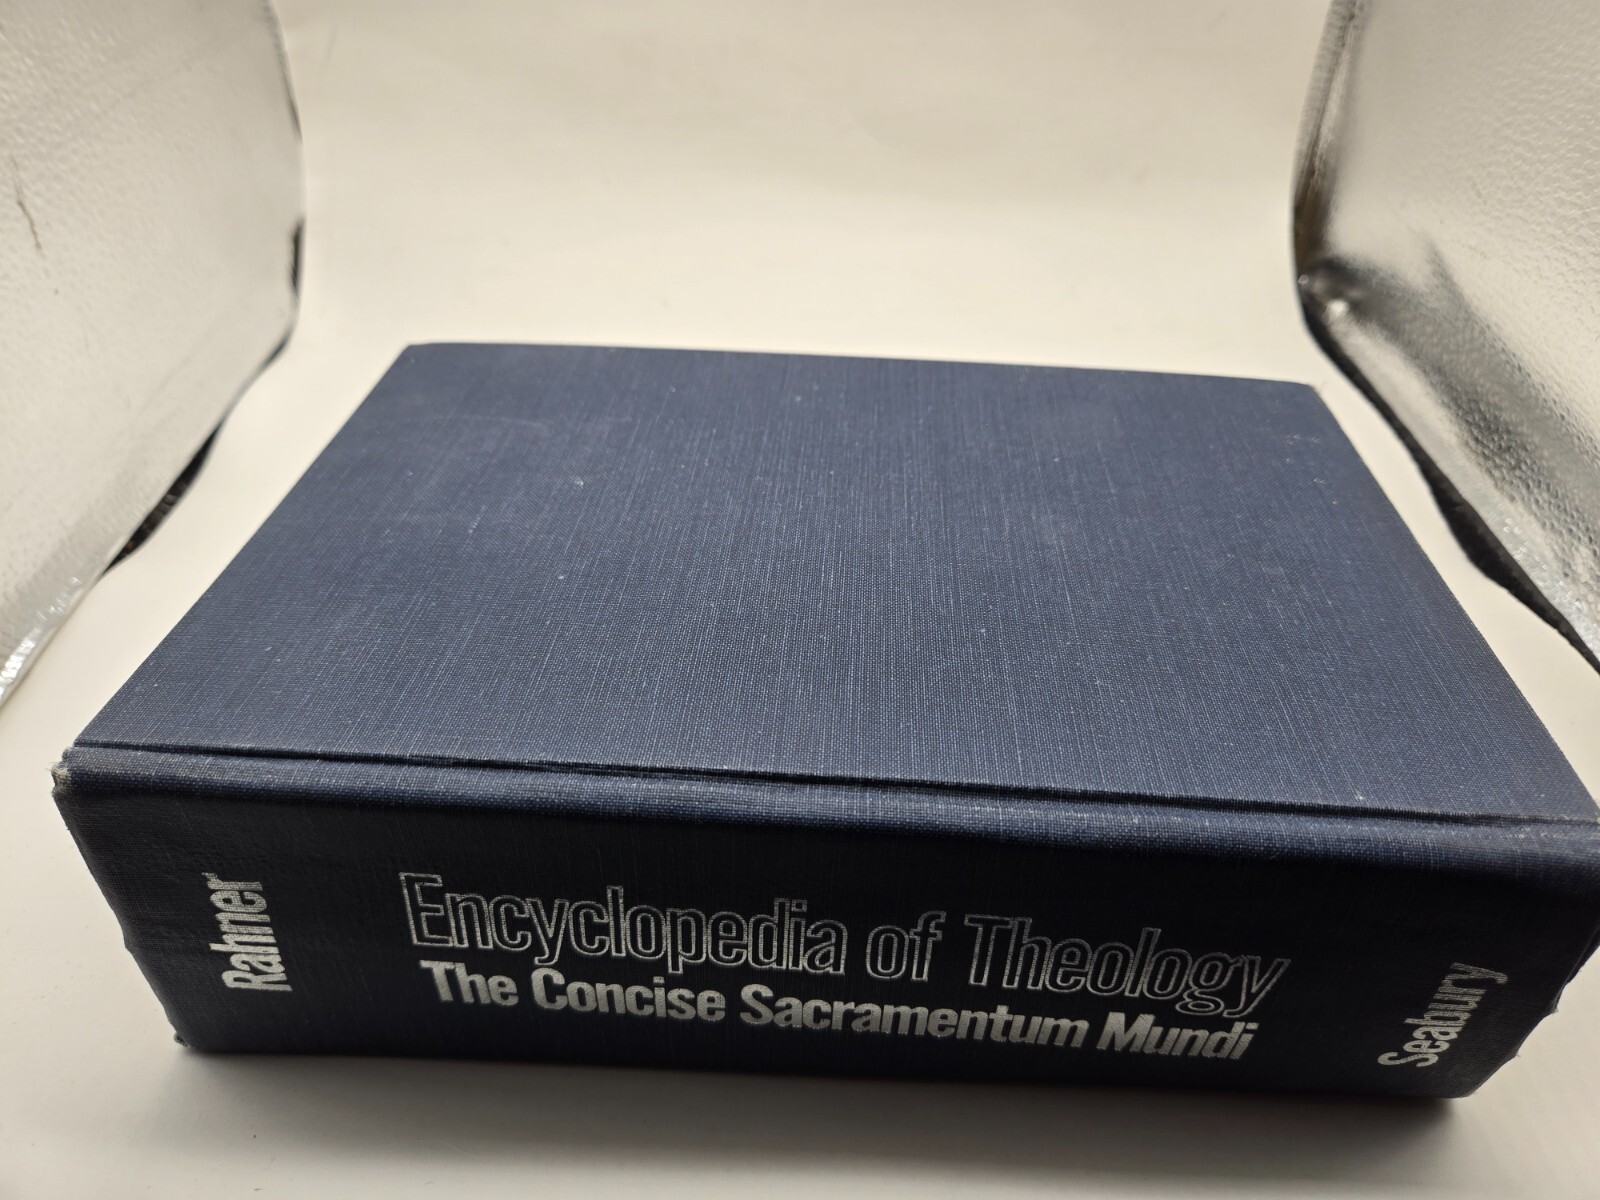 Rahner
Encyclopedia of Theology
The Concise Sacramentum Mundi
Seabury